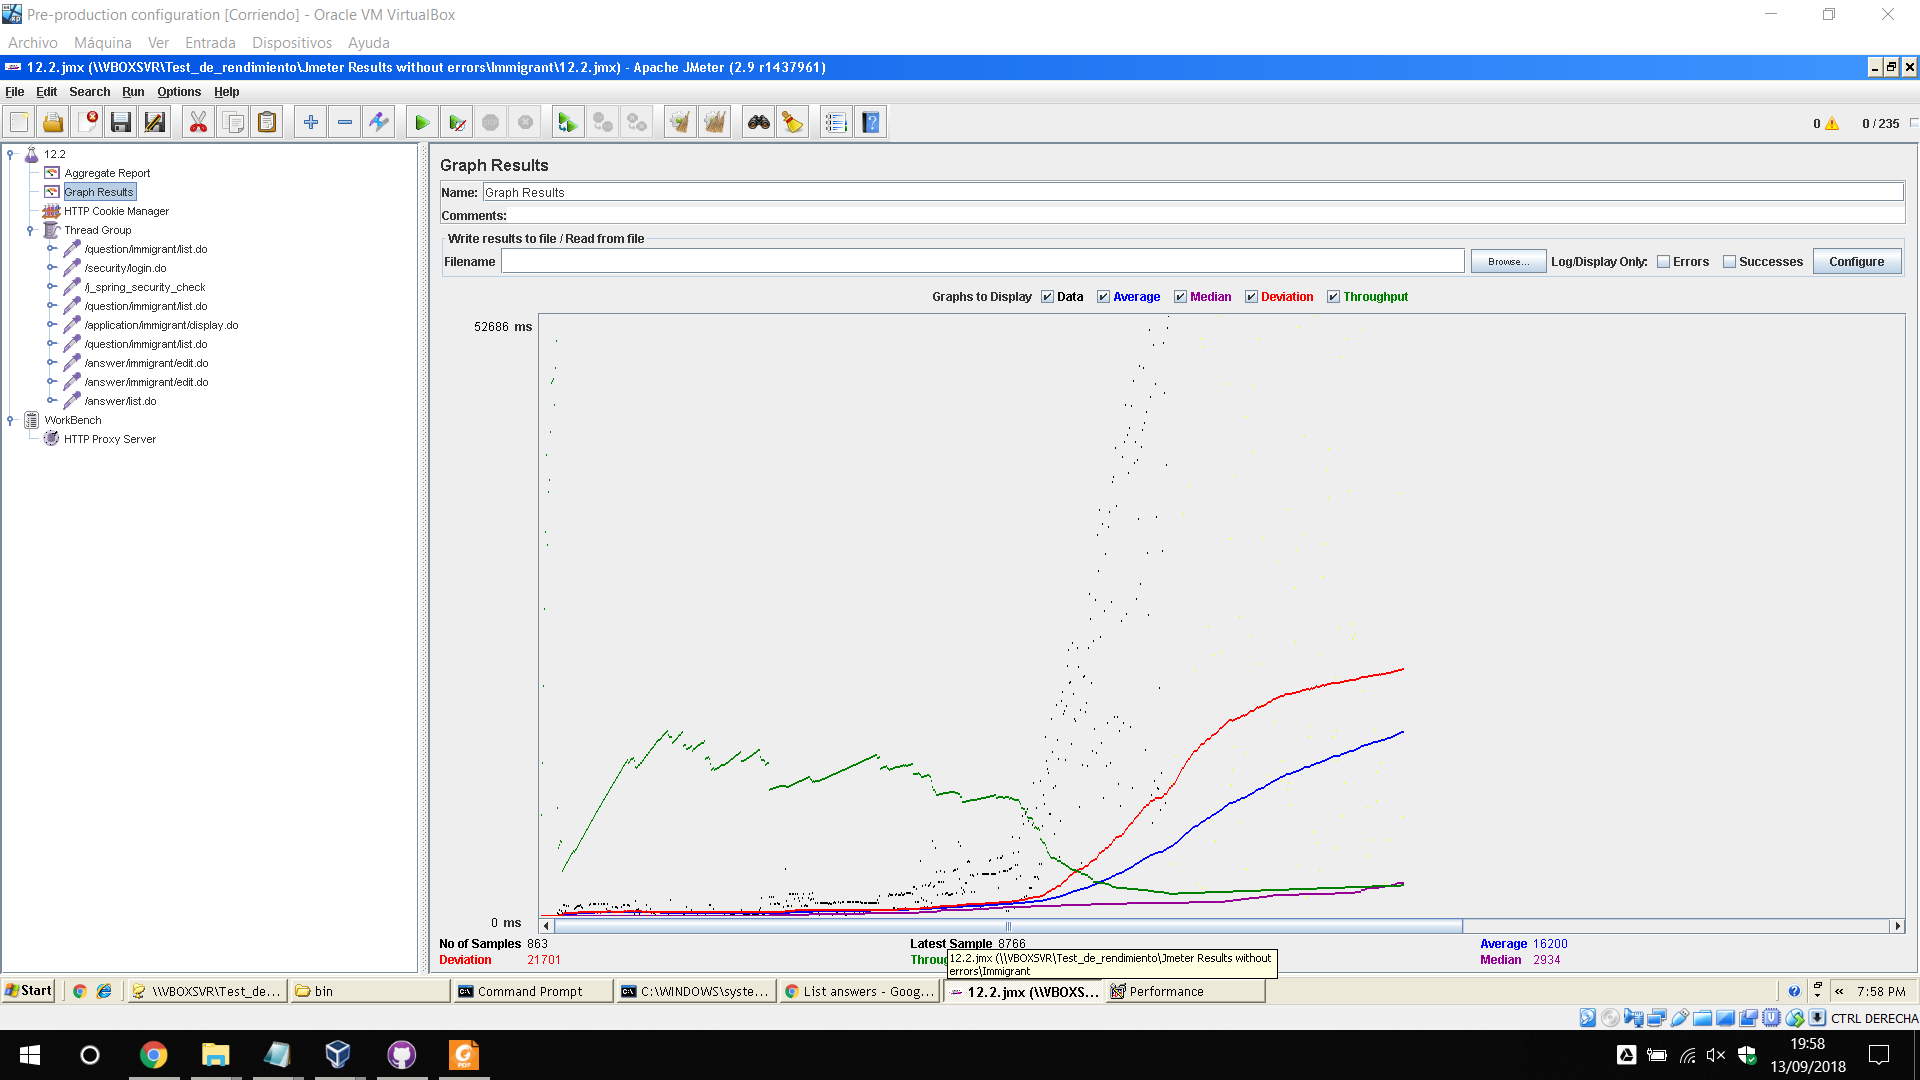 Pre-production configuration [Corriendo] - Oracle VM VirtualBox
Archivo Máquina Ver Entrada Dispositivos Ayuda
12.2.jmx (\\VBOXSVR\Test_de_rendimiento\Jmeter Results without errors\Immigrant\12.2.jmx) - Apache JMeter (2.9 r1437961)
File Edit Search Run Options Help
0 0 / 235
12.2
Aggregate Report
Graph Results
HTTP Cookie Manager
Thread Group
/question/immigrant/list.do
/security/login.do
/j_spring_security_check
/question/immigrant/list.do
/application/immigrant/display.do
/question/immigrant/list.do
/answer/immigrant/edit.do
/answer/immigrant/edit.do
/answer/list.do
WorkBench
HTTP Proxy Server
Graph Results
Name: Graph Results
Comments:
Write results to file / Read from file
Filename Browse... Log/Display Only: Errors Successes Configure
Graphs to Display Data Average Median Deviation Throughput
52686 ms
0 ms
No of Samples 863 Latest Sample 8766 Average 16200
Deviation 21701 Throug Median 2934
12.2.jmx (\\VBOXSVR\Test_de_rendimiento\Jmeter Results without
errors\Immigrant
Start \\VBOXSVR\Test_de... bin Command Prompt C:\WINDOWS\syste... List answers - Goog... 12.2.jmx (\\VBOXS... Performance « 7:58 PM
CTRL DERECHA
19:58
13/09/2018